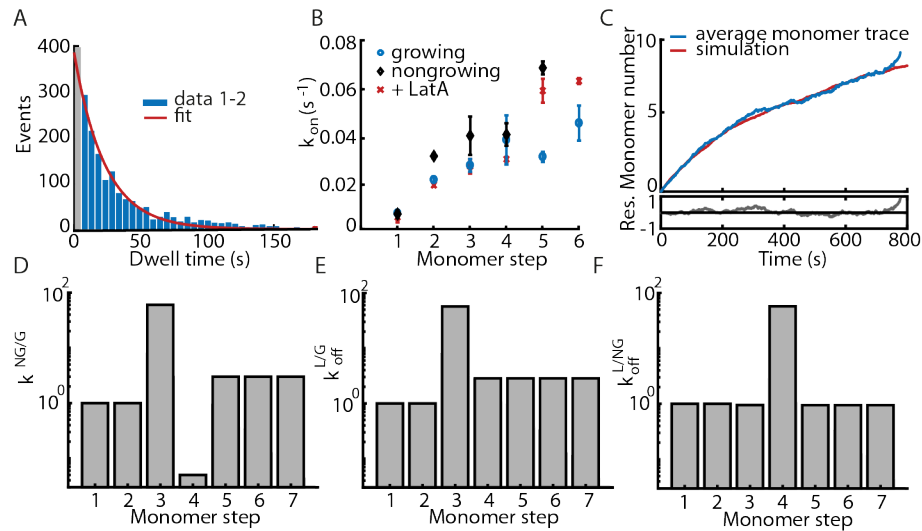 A
400
300
200
100
0
Events
data 1-2
fit
0
50
100
150
Dwell time (s)
B
0.08
0.06
0.04
0.02
0
kon (s⁻¹)
growing
nongrowing
+ LatA
1
2
3
4
5
6
Monomer step
C
average monomer trace
simulation
10
5
0
Monomer number
1
-1
Res.
0
200
400
600
800
Time (s)
D
10²
10⁰
k NG/G
1 2 3 4 5 6 7
Monomer step
E
10²
10⁰
k L/G off
1 2 3 4 5 6 7
Monomer step
F
10²
10⁰
k L/NG off
1 2 3 4 5 6 7
Monomer step